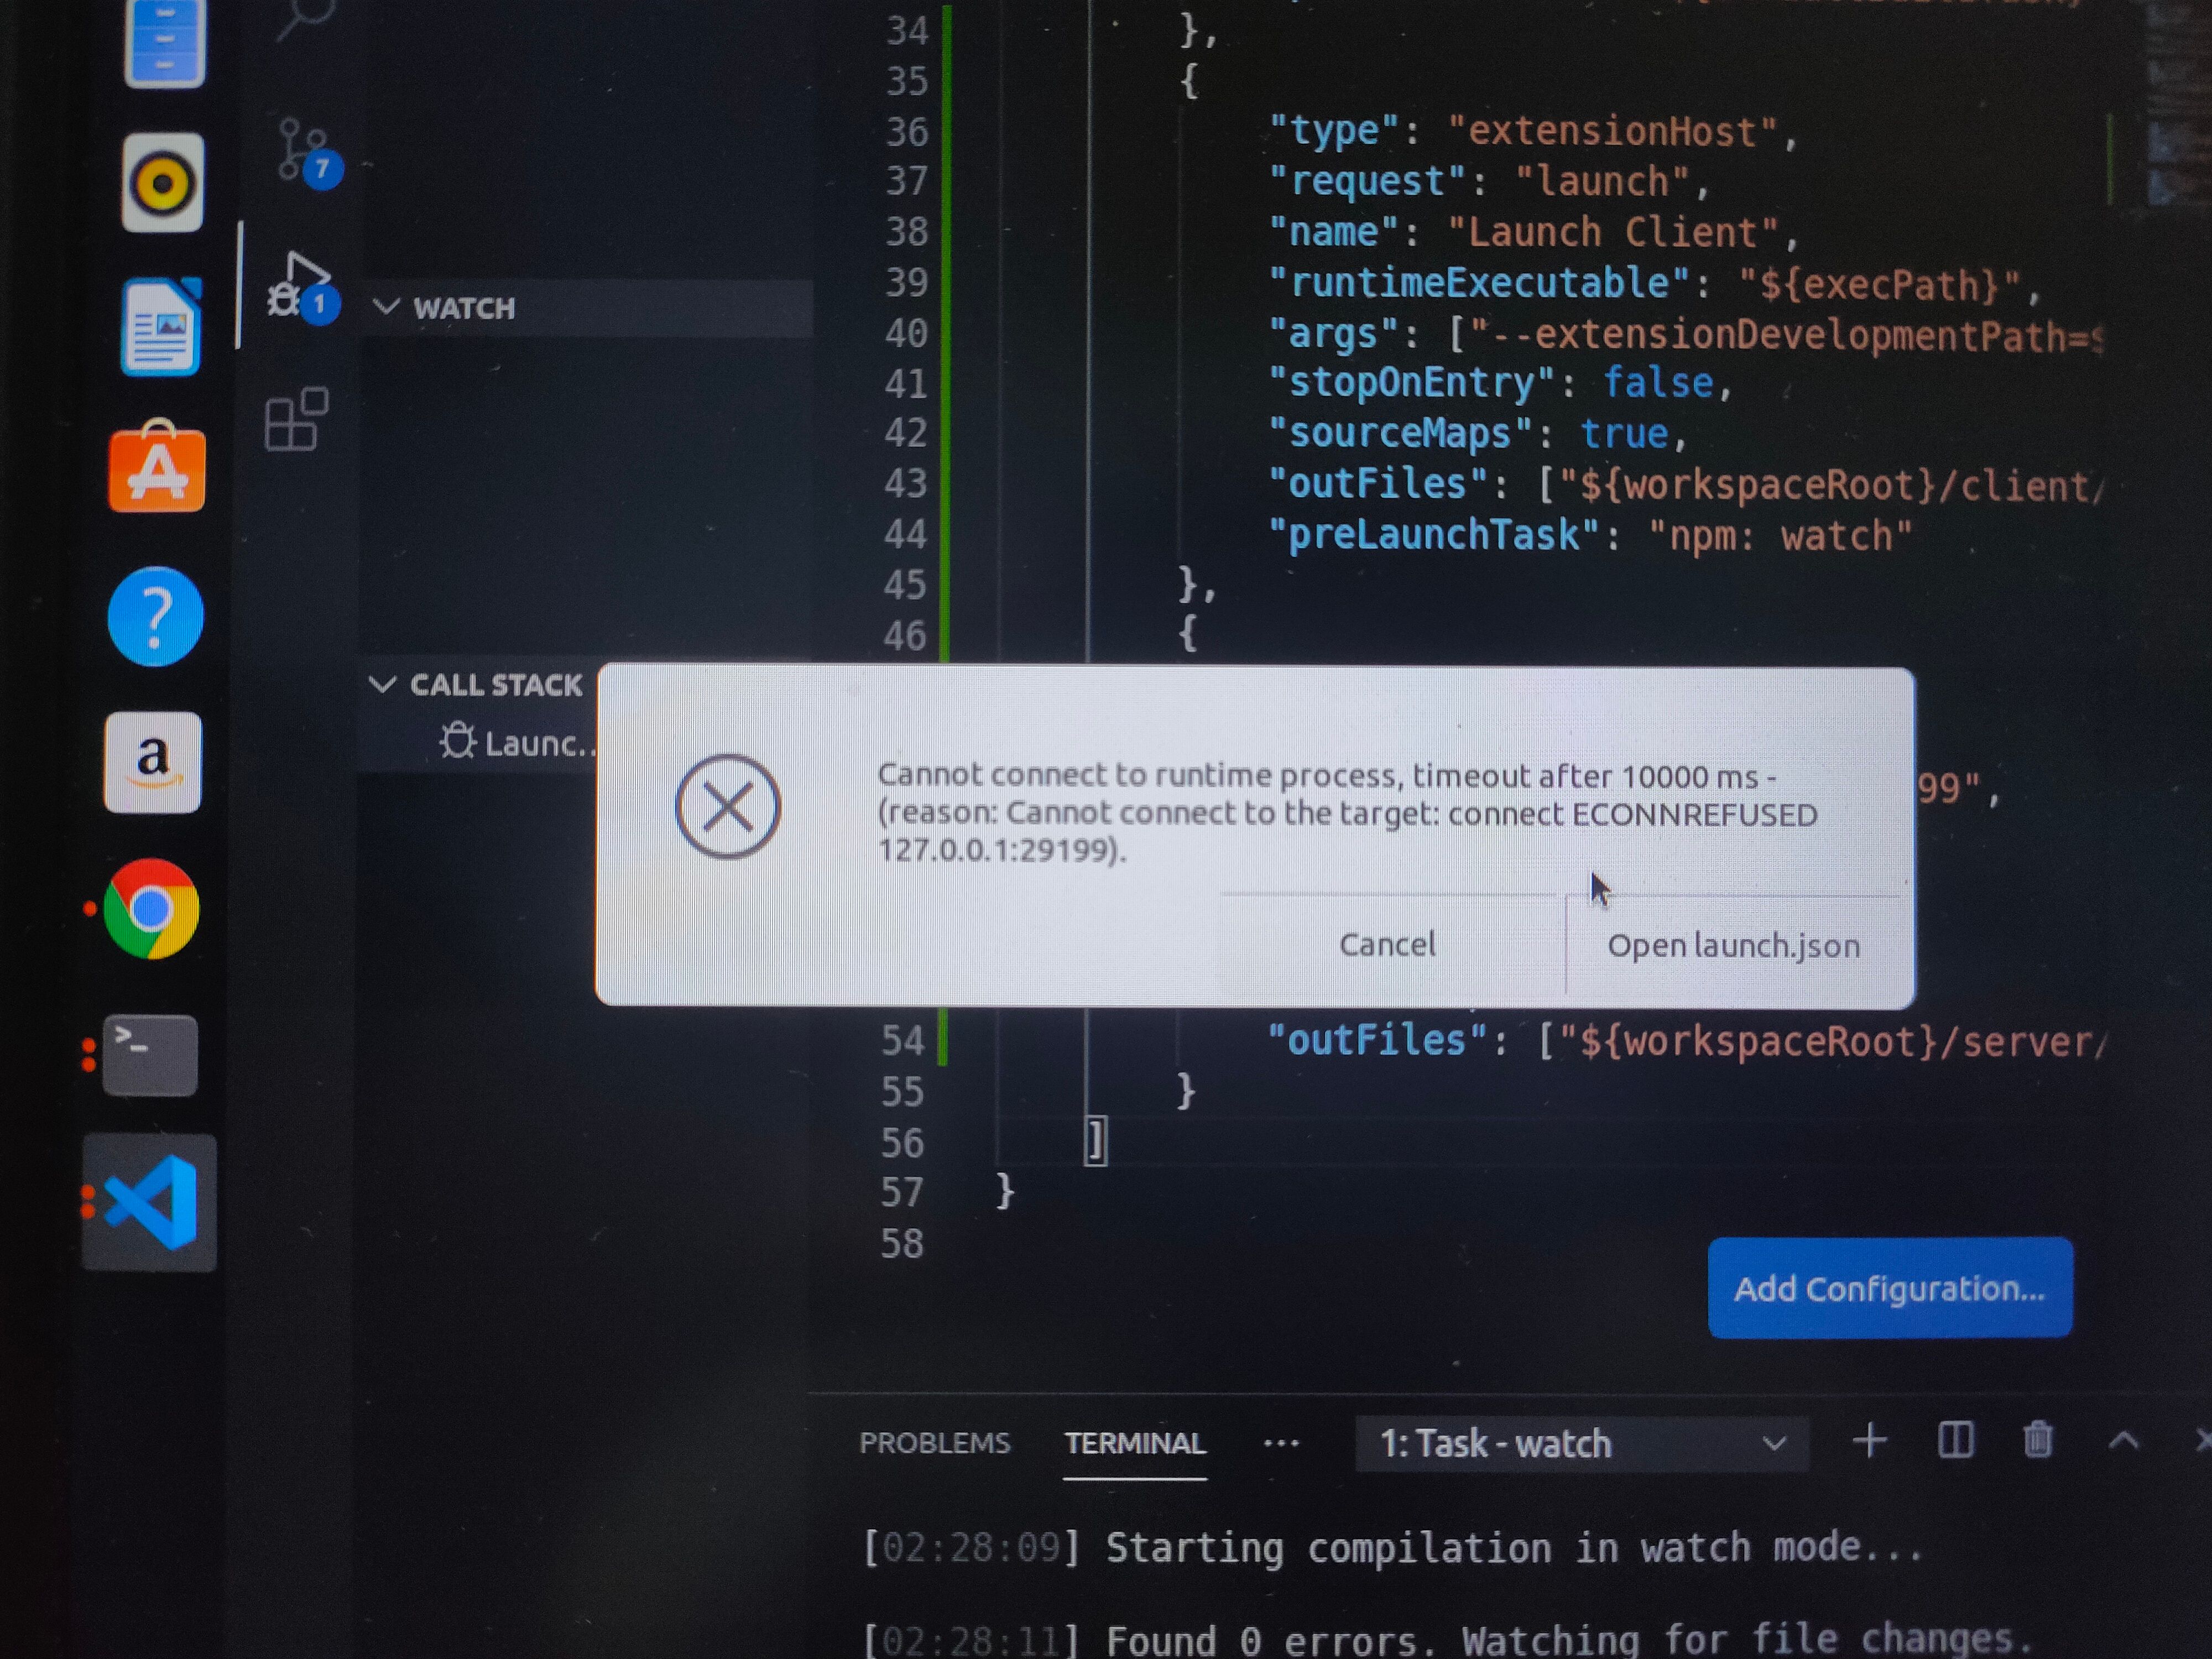 34 },
35 {
36 "type": "extensionHost",
37 "request": "launch",
38 "name": "Launch Client",
39 "runtimeExecutable": "${execPath}",
40 "args": ["--extensionDevelopmentPath=$
41 "stopOnEntry": false,
42 "sourceMaps": true,
43 "outFiles": ["${workspaceRoot}/client/
44 "preLaunchTask": "npm: watch"
45 },
46 {
7
1
WATCH
CALL STACK
Launc...
Cannot connect to runtime process, timeout after 10000 ms -
(reason: Cannot connect to the target: connect ECONNREFUSED
127.0.0.1:29199).
99",
Cancel
Open launch.json
54 "outFiles": ["${workspaceRoot}/server/
55 }
56 ]
57 }
58
Add Configuration...
PROBLEMS TERMINAL ... 1: Task - watch
[02:28:09] Starting compilation in watch mode...
[02:28:11] Found 0 errors. Watching for file changes.